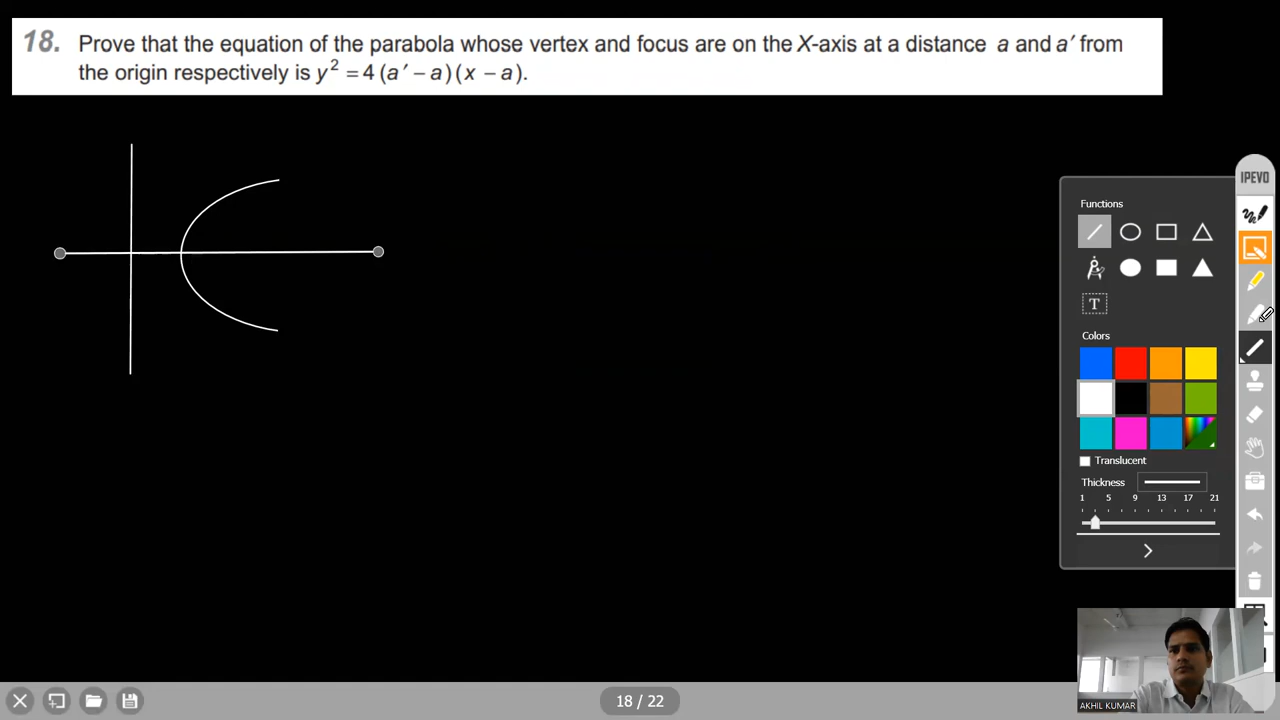 18. Prove that the equation of the parabola whose vertex and focus are on the X-axis at a distance a and a′ from
the origin respectively is y² = 4 (a′ − a) (x − a).
IPEVO
Functions
T
Colors
Translucent
Thickness
1 5 9 13 17 21
18 / 22
AKHIL KUMAR